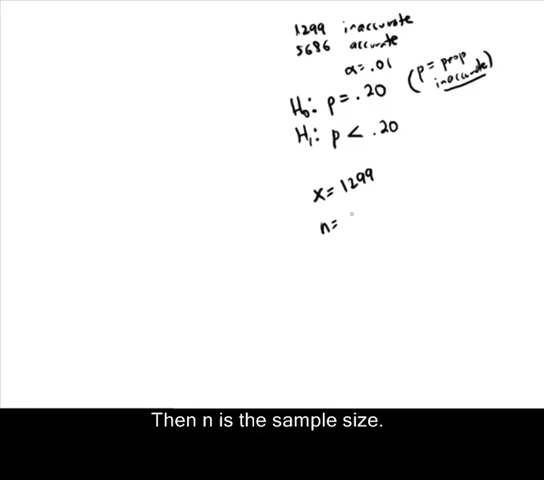 1299 inaccurate
5686 accurate
α = .01
H₀: p = .20 (p = prop inaccurate)
H₁: p < .20
x = 1299
n =
Then n is the sample size.